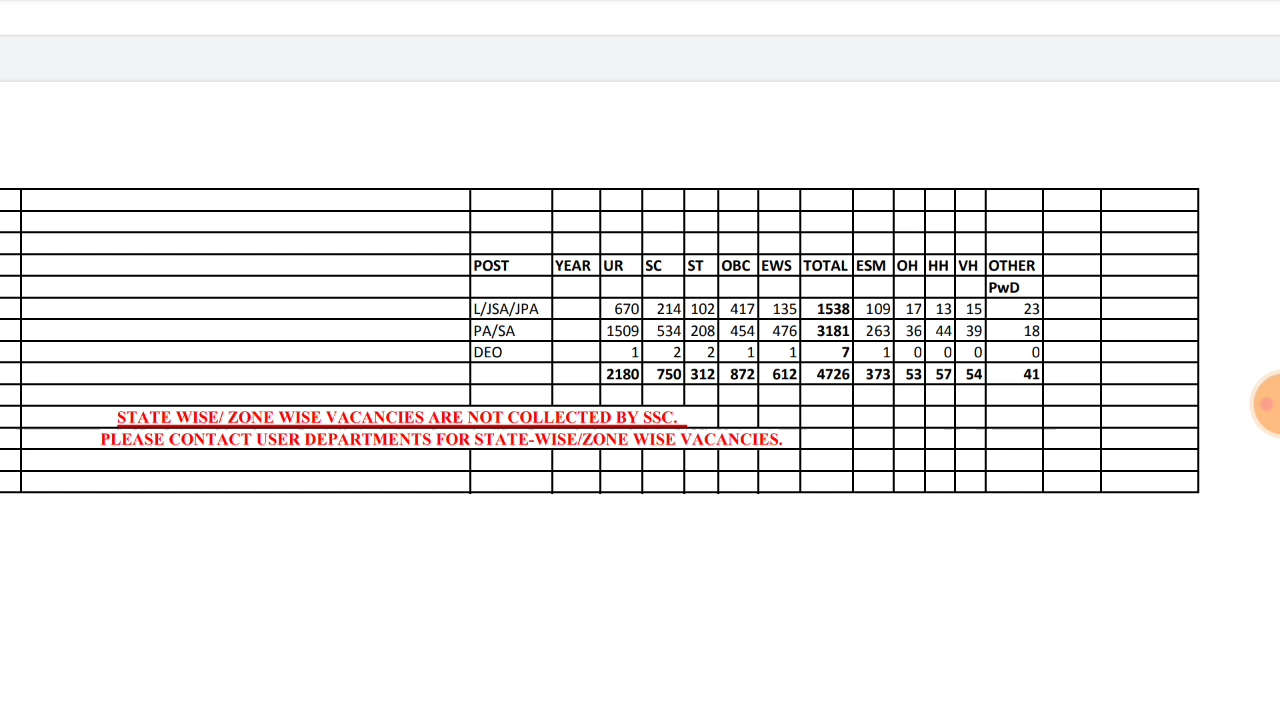 POST YEAR UR SC ST OBC EWS TOTAL ESM OH HH VH OTHER
PwD
L/JSA/JPA 670 214 102 417 135 1538 109 17 13 15 23
PA/SA 1509 534 208 454 476 3181 263 36 44 39 18
DEO 1 2 2 1 1 7 1 0 0 0 0
2180 750 312 872 612 4726 373 53 57 54 41
STATE WISE/ ZONE WISE VACANCIES ARE NOT COLLECTED BY SSC.
PLEASE CONTACT USER DEPARTMENTS FOR STATE-WISE/ZONE WISE VACANCIES.